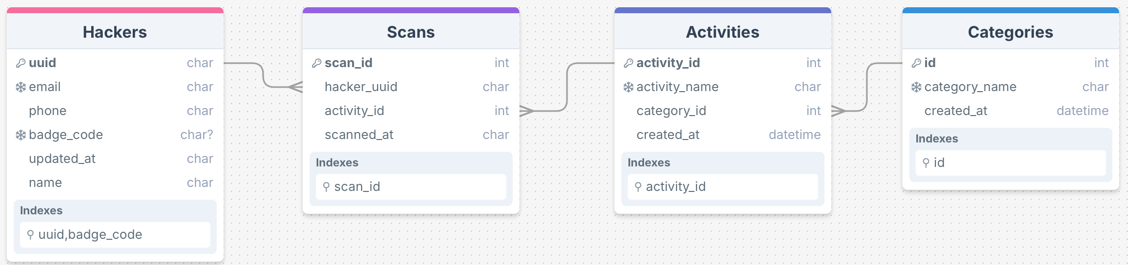 Hackers
uuid char
email char
phone char
badge_code char?
updated_at char
name char
Indexes
uuid,badge_code
Scans
scan_id int
hacker_uuid char
activity_id int
scanned_at char
Indexes
scan_id
Activities
activity_id int
activity_name char
category_id int
created_at datetime
Indexes
activity_id
Categories
id int
category_name char
created_at datetime
Indexes
id